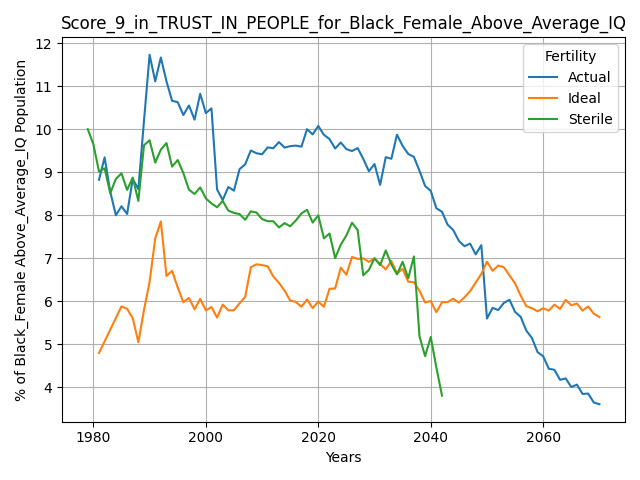 Score_9_in_TRUST_IN_PEOPLE_for_Black_Female_Above_Average_IQ
% of Black_Female Above_Average_IQ Population
12
11
10
9
8
7
6
5
4
Fertility
Actual
Ideal
Sterile
1980 2000 2020 2040 2060
Years